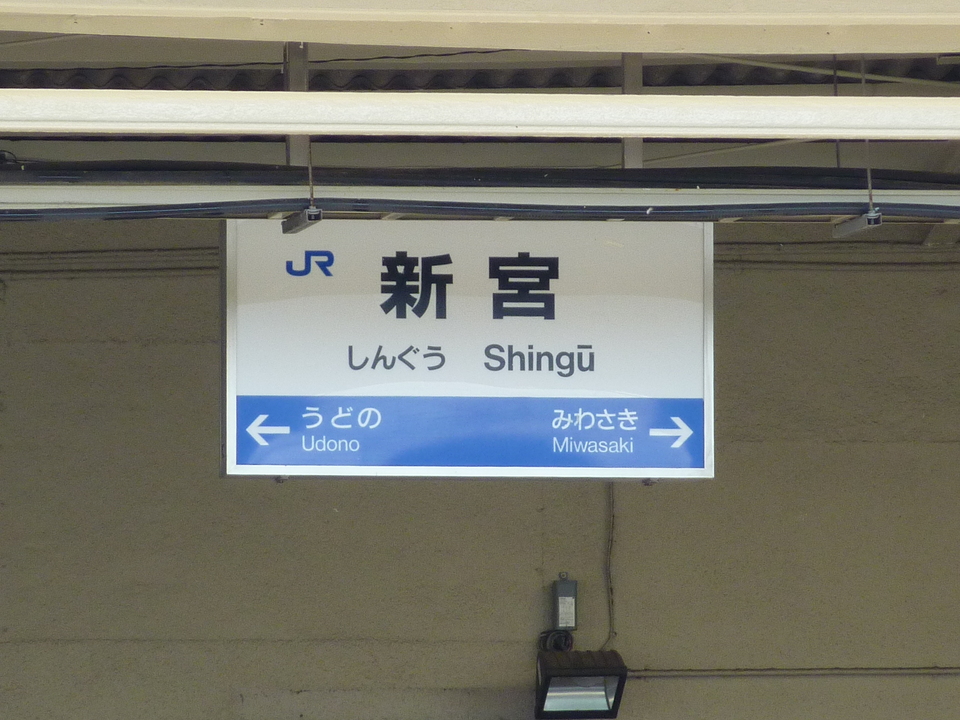 JR 新宮
しんぐう Shingū
← うどの みわさき →
Udono Miwasaki